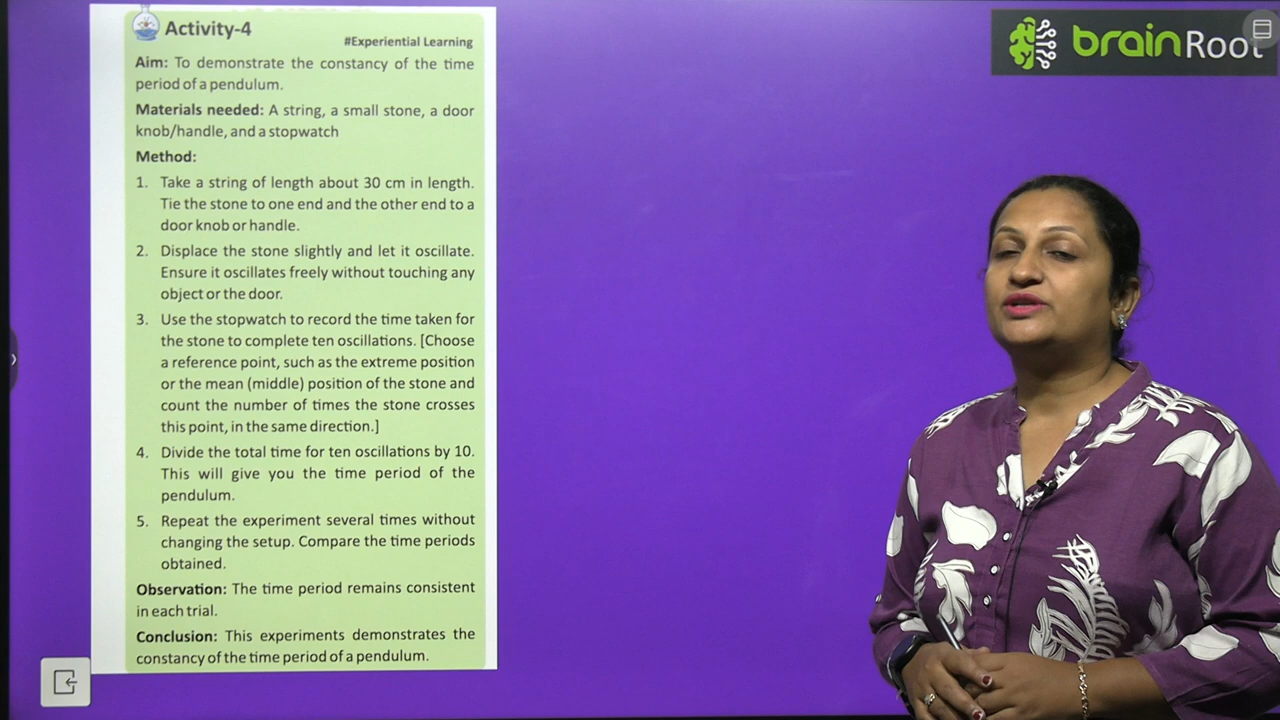 Activity-4
#Experiential Learning
Aim: To demonstrate the constancy of the time
period of a pendulum.
Materials needed: A string, a small stone, a door
knob/handle, and a stopwatch
Method:
1. Take a string of length about 30 cm in length.
Tie the stone to one end and the other end to a
door knob or handle.
2. Displace the stone slightly and let it oscillate.
Ensure it oscillates freely without touching any
object or the door.
3. Use the stopwatch to record the time taken for
the stone to complete ten oscillations. [Choose
a reference point, such as the extreme position
or the mean (middle) position of the stone and
count the number of times the stone crosses
this point, in the same direction.]
4. Divide the total time for ten oscillations by 10.
This will give you the time period of the
pendulum.
5. Repeat the experiment several times without
changing the setup. Compare the time periods
obtained.
Observation: The time period remains consistent
in each trial.
Conclusion: This experiments demonstrates the
constancy of the time period of a pendulum.
brainRoot